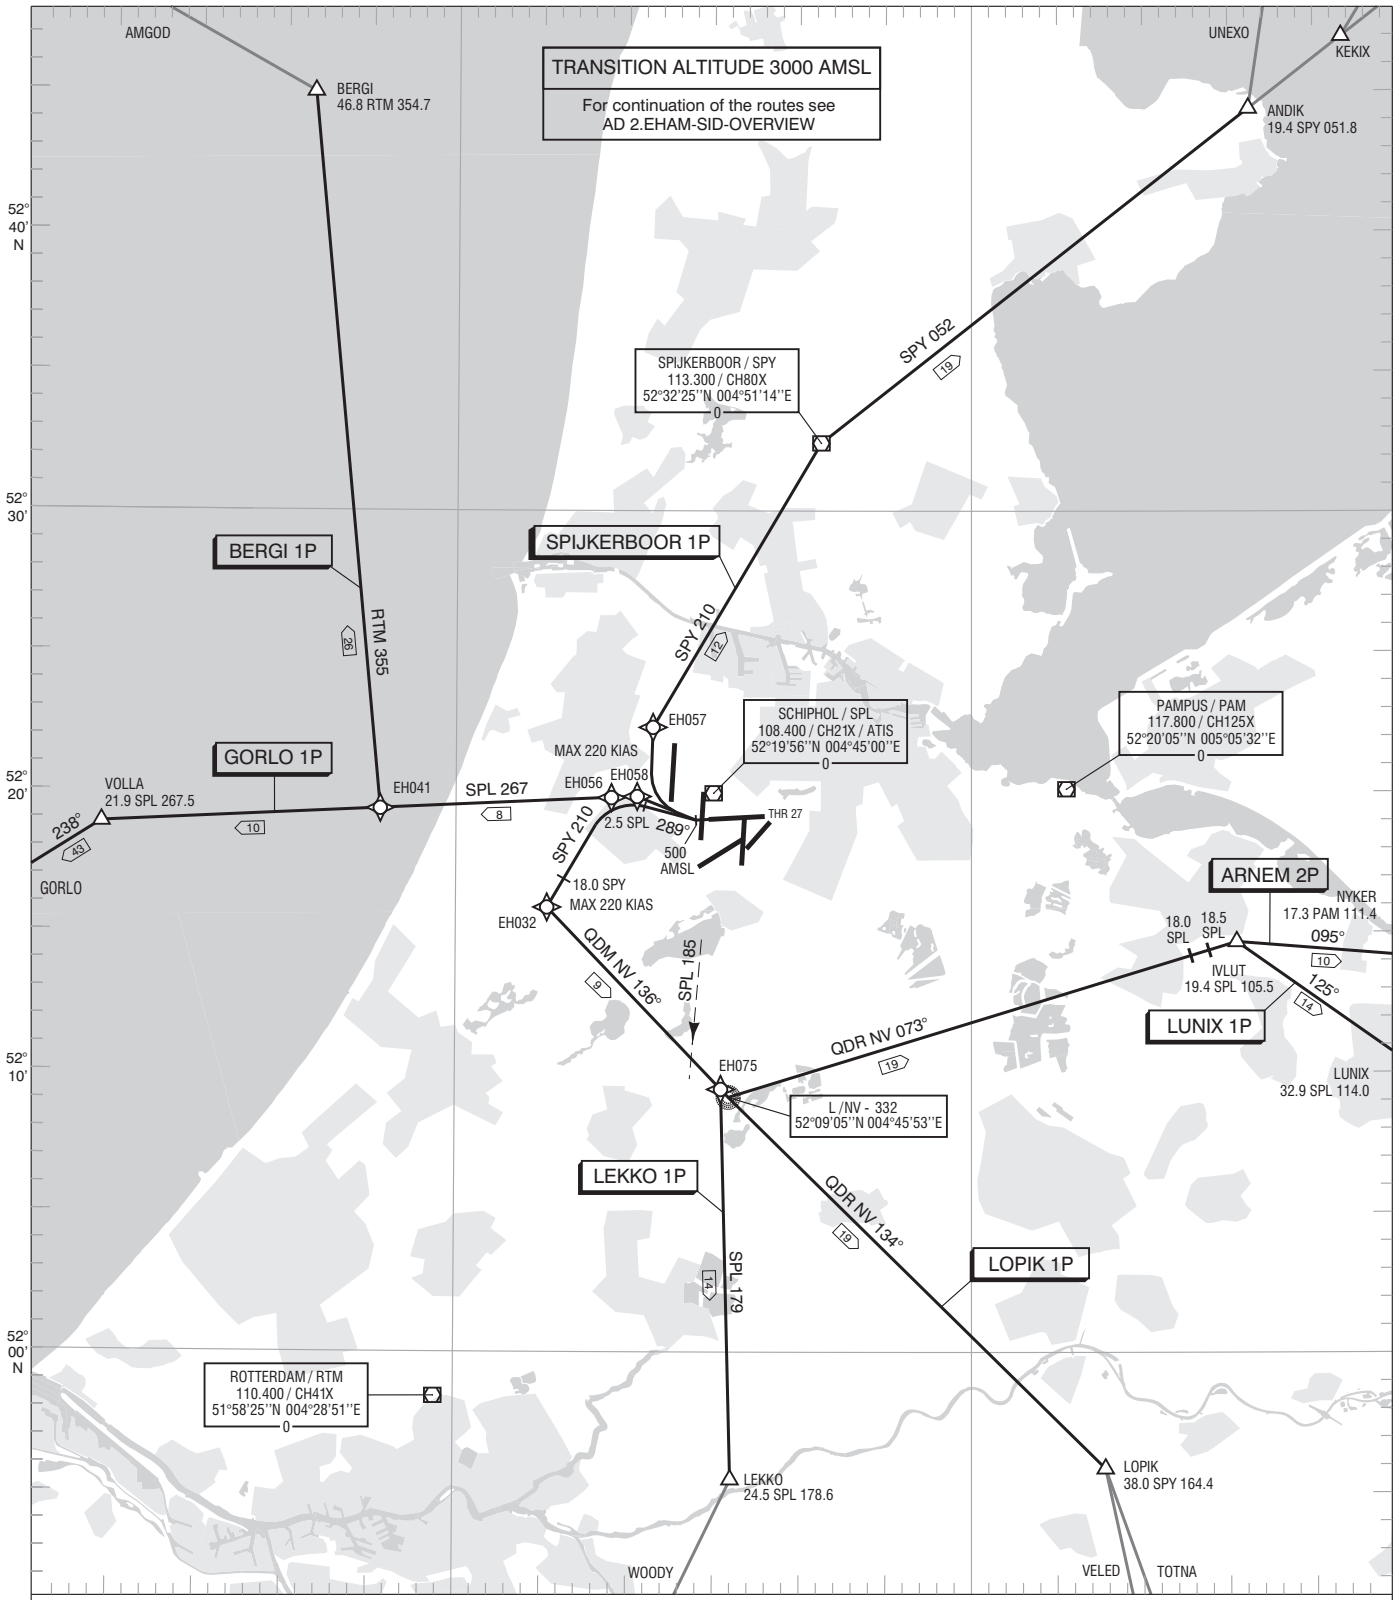 AMGOD
UNEXO
KEKIX
TRANSITION ALTITUDE 3000 AMSL
For continuation of the routes see
AD 2.EHAM-SID-OVERVIEW
BERGI
46.8 RTM 354.7
ANDIK
19.4 SPY 051.8
52°
40'
N
SPY 052
19
SPIJKERBOOR / SPY
113.300 / CH80X
52°32'25''N 004°51'14''E
0
52°
30'
BERGI 1P
SPIJKERBOOR 1P
RTM 355
26
SPY 210
12
SCHIPHOL / SPL
108.400 / CH21X / ATIS
52°19'56''N 004°45'00''E
0
PAMPUS / PAM
117.800 / CH125X
52°20'05''N 005°05'32''E
0
EH057
MAX 220 KIAS
GORLO 1P
52°
20'
VOLLA
21.9 SPL 267.5
EH041
SPL 267
8
EH056
EH058
2.5 SPL
289°
THR 27
500
AMSL
238°
43
10
GORLO
SPY 210
18.0 SPY
MAX 220 KIAS
EH032
ARNEM 2P
NYKER
17.3 PAM 111.4
18.0
SPL
18.5
SPL
095°
10
IVLUT
19.4 SPL 105.5
125°
14
QDM NV 136°
9
SPL 185
LUNIX 1P
QDR NV 073°
19
52°
10'
EH075
LUNIX
32.9 SPL 114.0
L /NV - 332
52°09'05''N 004°45'53''E
LEKKO 1P
QDR NV 134°
19
LOPIK 1P
SPL 179
14
52°
00'
N
ROTTERDAM / RTM
110.400 / CH41X
51°58'25''N 004°28'51''E
0
LEKKO
24.5 SPL 178.6
LOPIK
38.0 SPY 164.4
WOODY
VELED
TOTNA